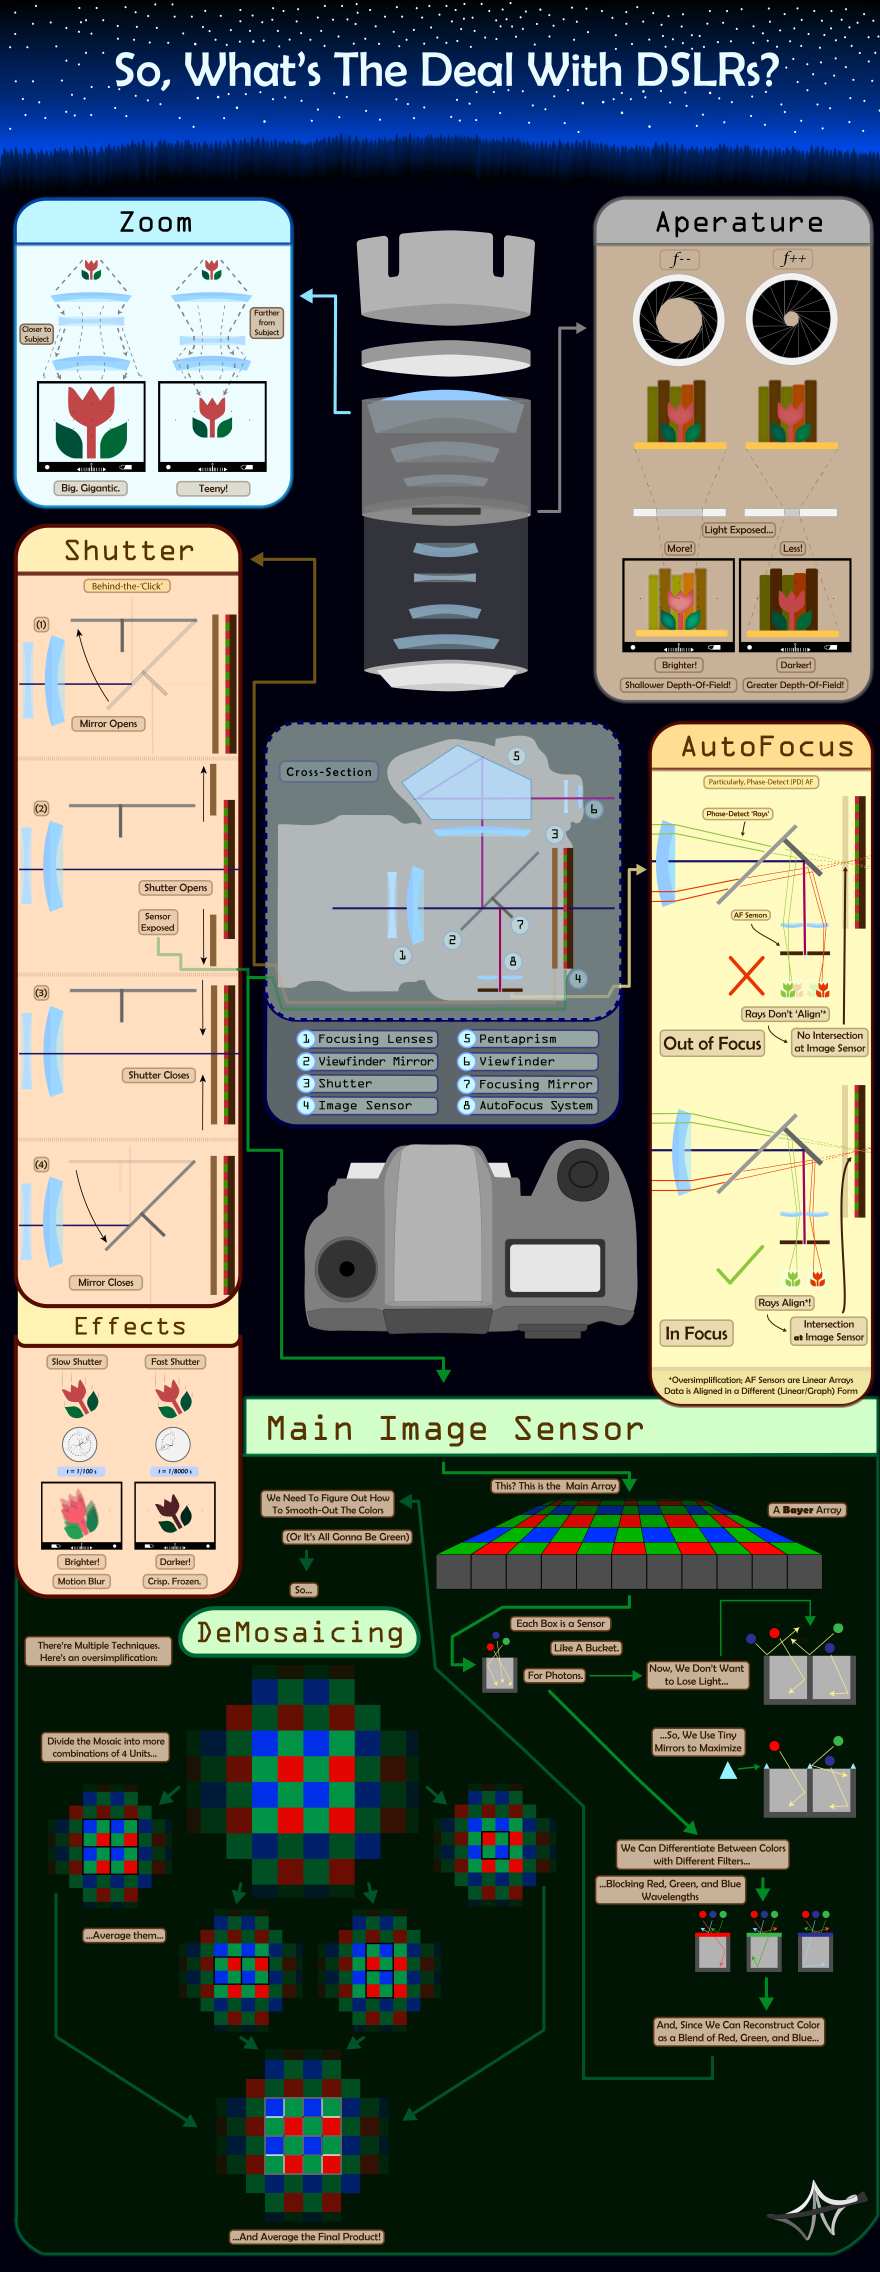 So, What's The Deal With DSLRs?
Zoom
Closer to
Subject
Farther
from
Subject
Big. Gigantic.
Teeny!
Aperature
f--
f++
Light Exposed...
More!
Less!
Brighter!
Darker!
Shallower Depth-Of-Field!
Greater Depth-Of-Field!
Shutter
Behind-the-'Click'
(1)
Mirror Opens
(2)
Shutter Opens
Sensor
Exposed
(3)
Shutter Closes
(4)
Mirror Closes
Effects
Slow Shutter
Fast Shutter
t = 1/100 s
t = 1/8000 s
Brighter!
Darker!
Motion Blur
Crisp. Frozen.
Cross-Section
5
6
3
2
7
1
8
4
1 Focusing Lenses
2 Viewfinder Mirror
3 Shutter
4 Image Sensor
5 Pentaprism
6 Viewfinder
7 Focusing Mirror
8 AutoFocus System
AutoFocus
Particularly, Phase-Detect (PD) AF
Phase-Detect 'Rays'
AF Sensors
Rays Don't 'Align'*
Out of Focus
No Intersection
at Image Sensor
Rays Align*!
In Focus
Intersection
at Image Sensor
*Oversimplification; AF Sensors are Linear Arrays
Data is Aligned in a Different (Linear/Graph) Form
Main Image Sensor
This? This is the Main Array
A Bayer Array
We Need To Figure Out How
To Smooth-Out The Colors
(Or It's All Gonna Be Green)
So...
Each Box is a Sensor
Like A Bucket.
For Photons.
Now, We Don't Want
to Lose Light...
...So, We Use Tiny
Mirrors to Maximize
We Can Differentiate Between Colors
with Different Filters...
...Blocking Red, Green, and Blue
Wavelengths
And, Since We Can Reconstruct Color
as a Blend of Red, Green, and Blue...
DeMosaicing
There're Multiple Techniques.
Here's an oversimplification:
Divide the Mosaic into more
combinations of 4 Units...
...Average them...
...And Average the Final Product!